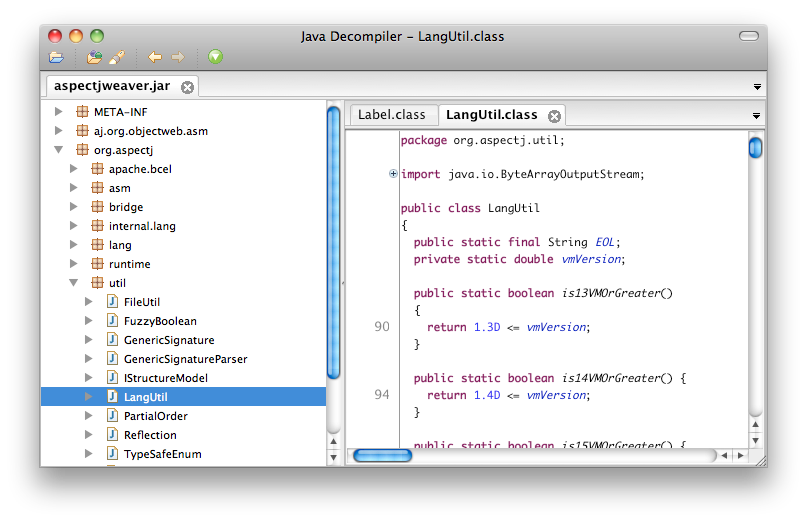 Java Decompiler – LangUtil.class
aspectjweaver.jar
META-INF
aj.org.objectweb.asm
org.aspectj
apache.bcel
asm
bridge
internal.lang
lang
runtime
util
FileUtil
FuzzyBoolean
GenericSignature
GenericSignatureParser
IStructureModel
LangUtil
PartialOrder
Reflection
TypeSafeEnum
Label.class
LangUtil.class
package org.aspectj.util;
import java.io.ByteArrayOutputStream;
public class LangUtil
{
public static final String EOL;
private static double vmVersion;
public static boolean is13VMOrGreater()
{
90 return 1.3D <= vmVersion;
}
public static boolean is14VMOrGreater() {
94 return 1.4D <= vmVersion;
}
public static boolean is15VMOrGreater() {